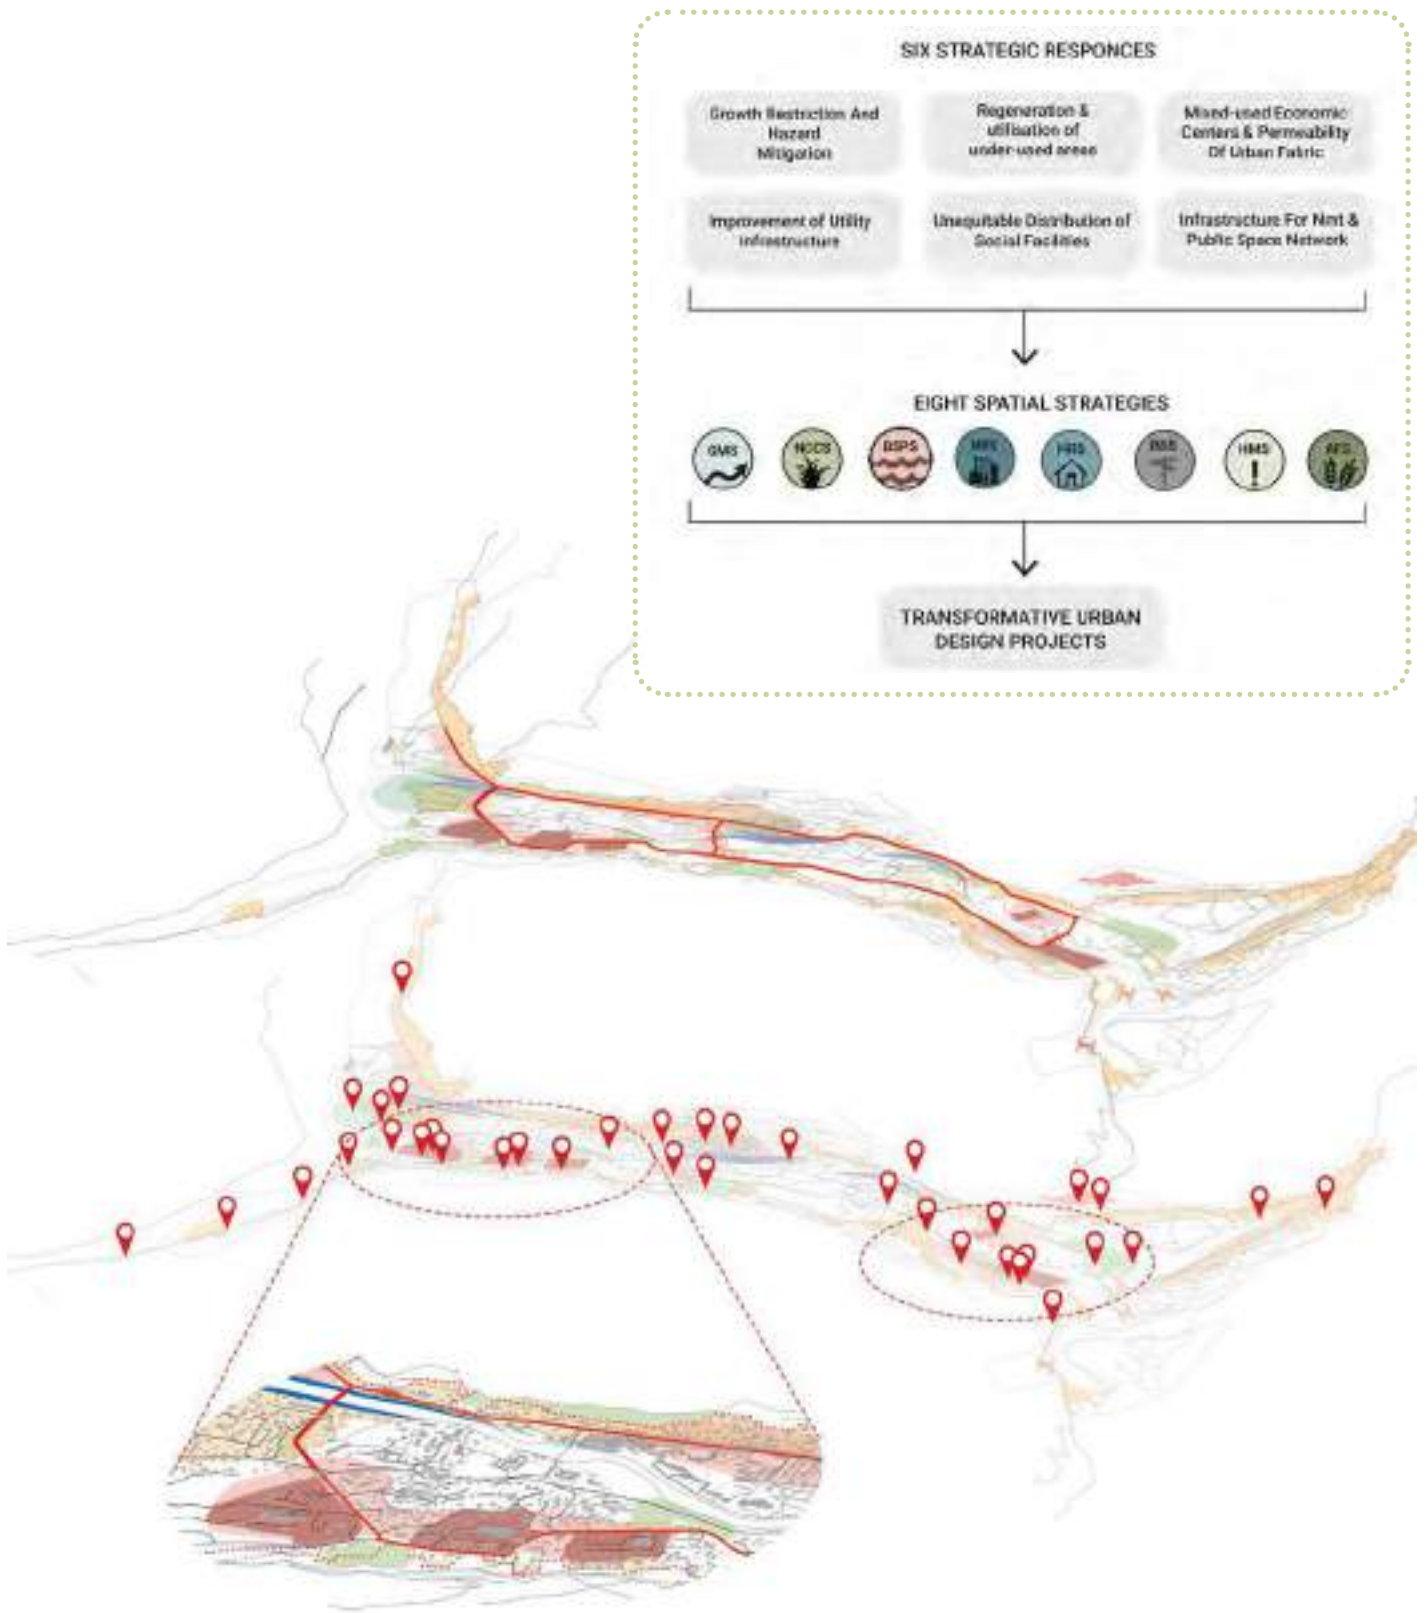 SIX STRATEGIC RESPONCES
Growth Restriction And
Hazard
Mitigation
Regeneration &
utilisation of
under-used areas
Mixed-used Economic
Centers & Permeability
Of Urban Fabric
Improvement of Utility
Infrastructure
Unequitable Distribution of
Social Facilities
Infrastructure For Nmt &
Public Space Network
EIGHT SPATIAL STRATEGIES
GMS
NCCS
BSPS
HMS
TRANSFORMATIVE URBAN
DESIGN PROJECTS